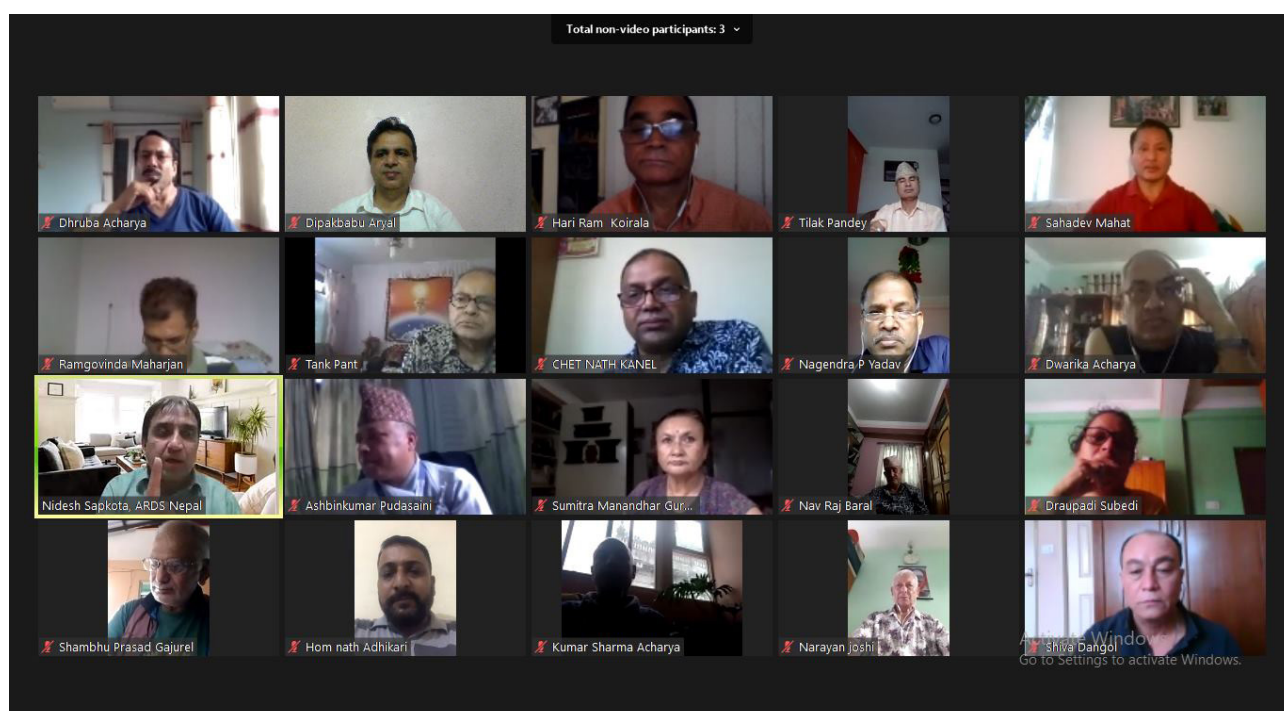 Total non-video participants: 3
Dhruba Acharya
Dipakbabu Aryal
Hari Ram Koirala
Tilak Pandey
Sahadev Mahat
Ramgovinda Maharjan
Tank Pant
CHET NATH KANEL
Nagendra P Yadav
Dwarika Acharya
Nidesh Sapkota, ARDS Nepal
Ashbinkumar Pudasaini
Sumitra Manandhar Gur...
Nav Raj Baral
Draupadi Subedi
Shambhu Prasad Gajurel
Hom nath Adhikari
Kumar Sharma Acharya
Narayan joshi
Shiva Dangol
Activate Windows
Go to Settings to activate Windows.